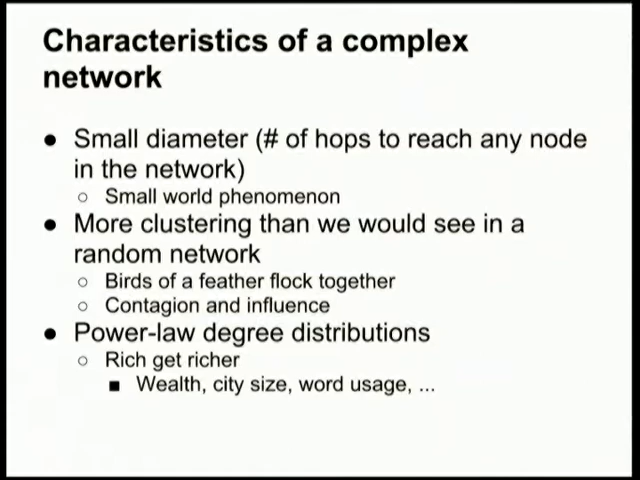 Characteristics of a complex
network
● Small diameter (# of hops to reach any node
in the network)
○ Small world phenomenon
● More clustering than we would see in a
random network
○ Birds of a feather flock together
○ Contagion and influence
● Power-law degree distributions
○ Rich get richer
■ Wealth, city size, word usage, ...